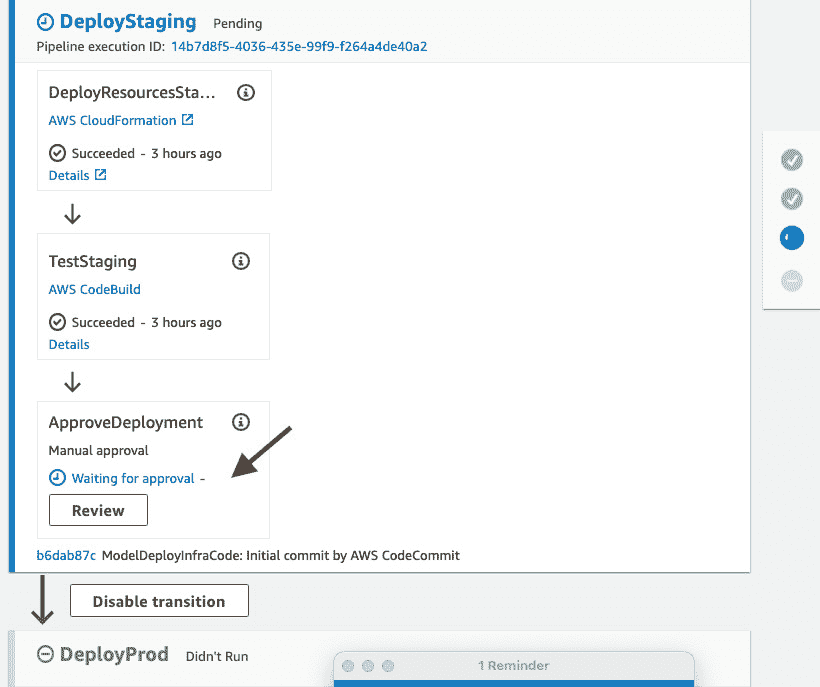 DeployStaging Pending
Pipeline execution ID: 14b7d8f5-4036-435e-99f9-f264a4de40a2
DeployResourcesSta...
AWS CloudFormation
Succeeded - 3 hours ago
Details
TestStaging
AWS CodeBuild
Succeeded - 3 hours ago
Details
ApproveDeployment
Manual approval
Waiting for approval -
Review
b6dab87c ModelDeployInfraCode: Initial commit by AWS CodeCommit
Disable transition
DeployProd Didn't Run
1 Reminder